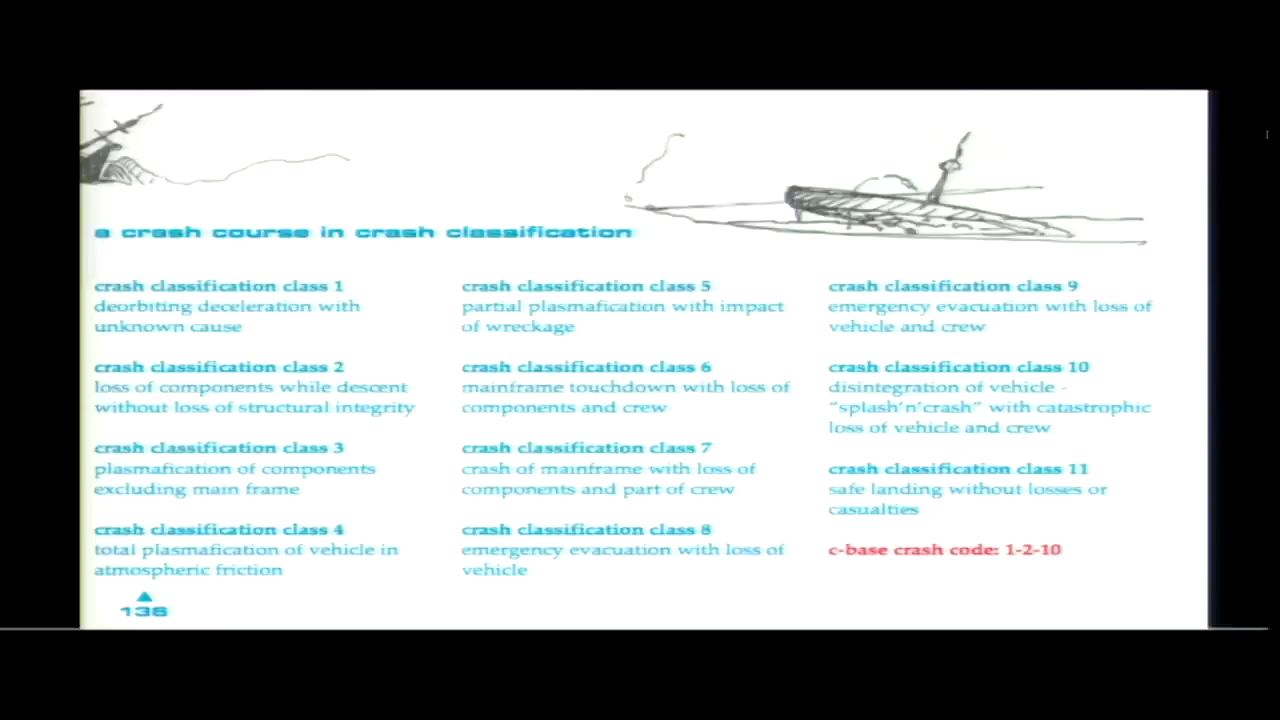 a crash course in crash classification
crash classification class 1
deorbiting deceleration with
unknown cause
crash classification class 2
loss of components while descent
without loss of structural integrity
crash classification class 3
plasmafication of components
excluding main frame
crash classification class 4
total plasmafication of vehicle in
atmospheric friction
crash classification class 5
partial plasmafication with impact
of wreckage
crash classification class 6
mainframe touchdown with loss of
components and crew
crash classification class 7
crash of mainframe with loss of
components and part of crew
crash classification class 8
emergency evacuation with loss of
vehicle
crash classification class 9
emergency evacuation with loss of
vehicle and crew
crash classification class 10
disintegration of vehicle -
"splash'n'crash" with catastrophic
loss of vehicle and crew
crash classification class 11
safe landing without losses or
casualties
c-base crash code: 1-2-10
136